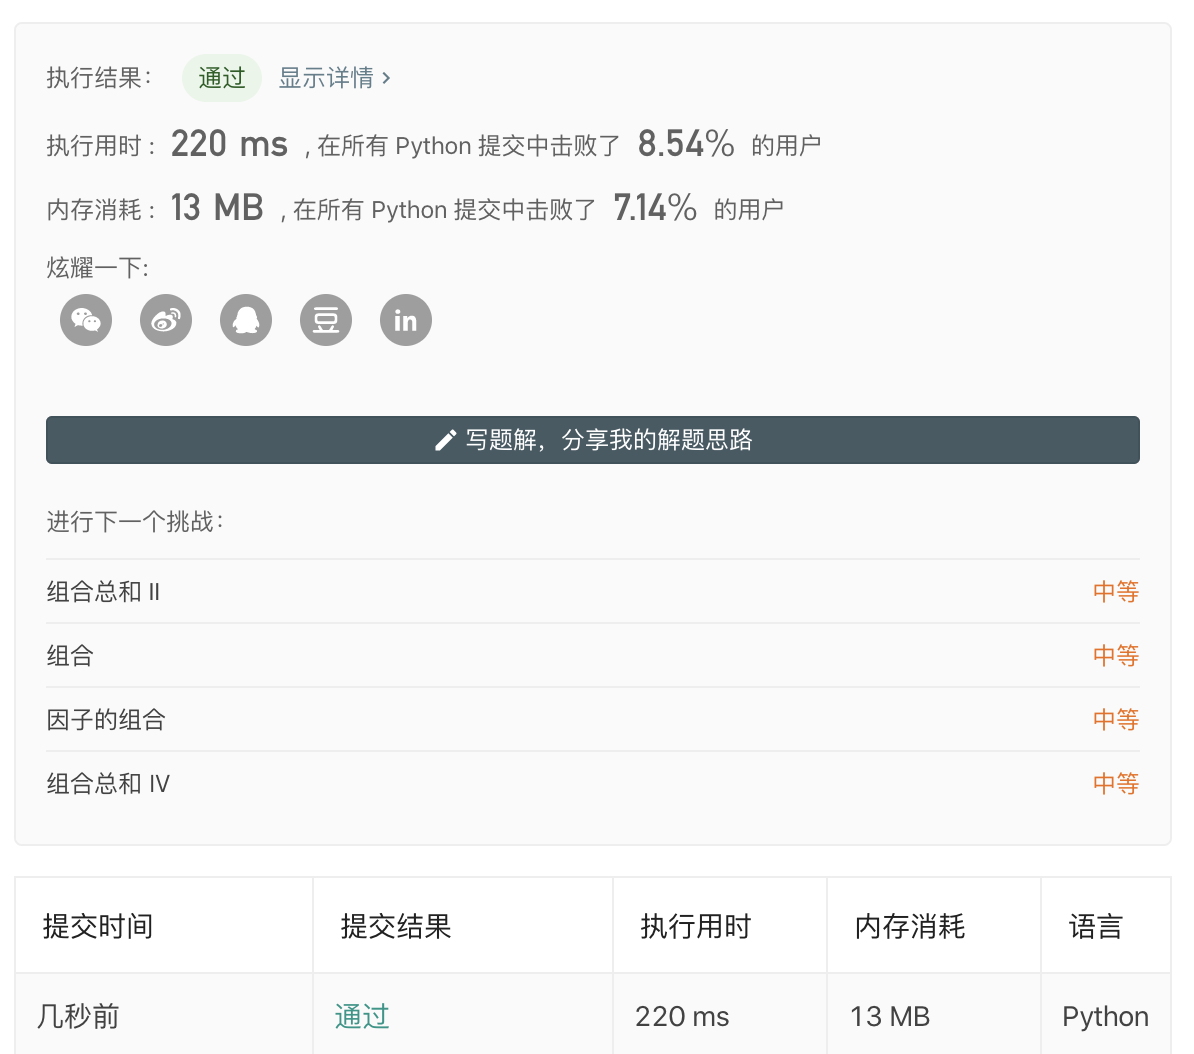 执行结果： 通过 显示详情 ›
执行用时 : 220 ms , 在所有 Python 提交中击败了 8.54% 的用户
内存消耗 : 13 MB , 在所有 Python 提交中击败了 7.14% 的用户
炫耀一下:
豆
in
写题解，分享我的解题思路
进行下一个挑战：
组合总和 II 中等
组合 中等
因子的组合 中等
组合总和 IV 中等
提交时间 提交结果 执行用时 内存消耗 语言
几秒前 通过 220 ms 13 MB Python